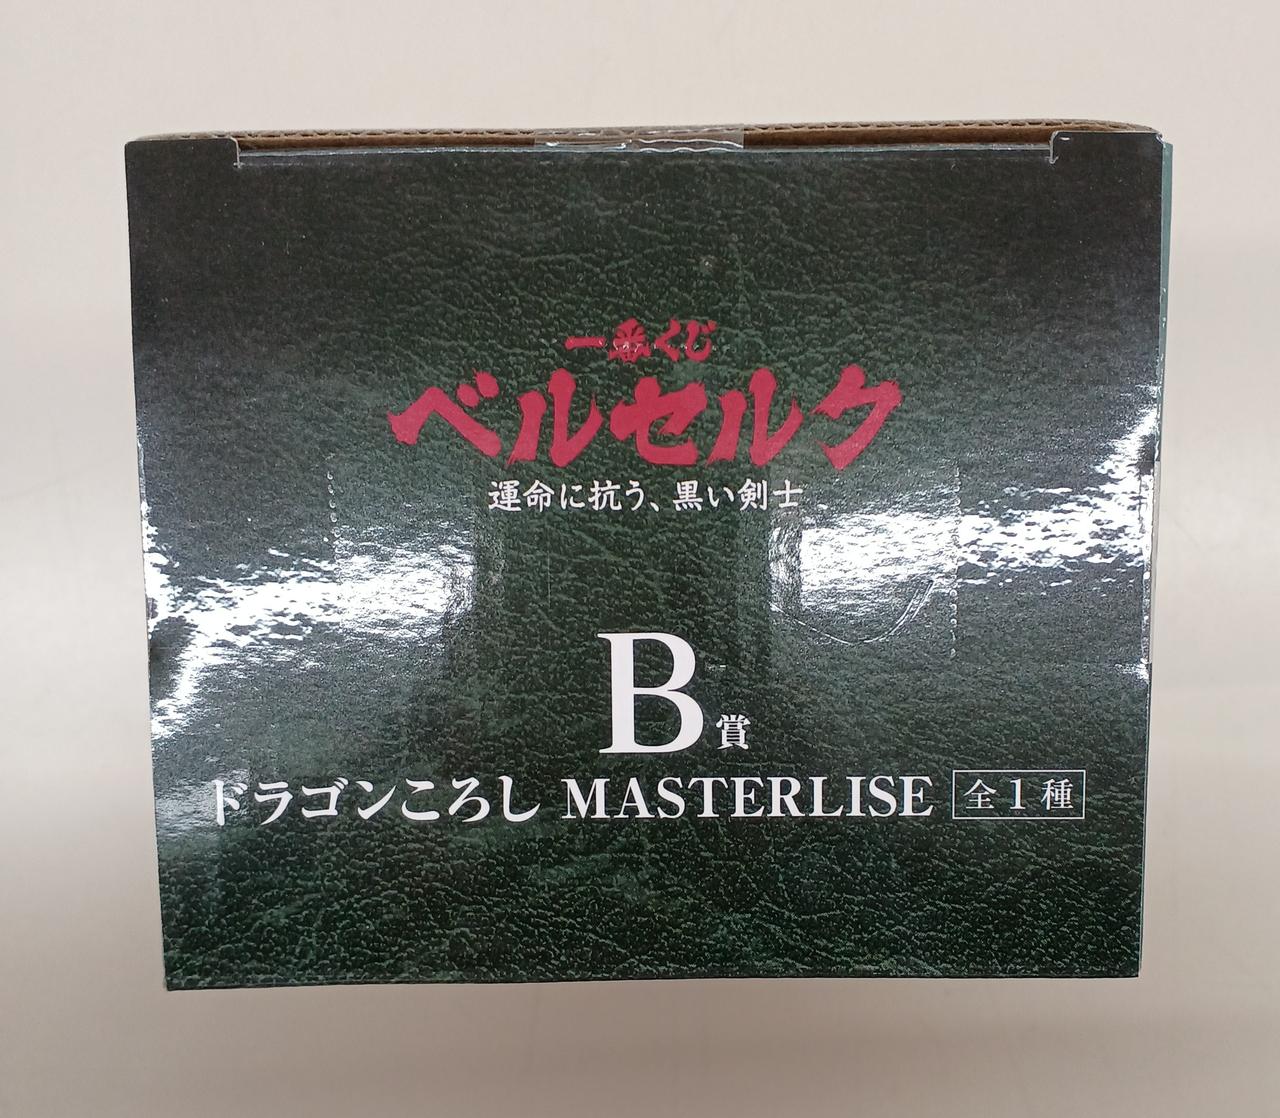 一番くじ
ベルセルク
運命に抗う、黒い剣士
B賞
ドラゴンころし MASTERLISE 全1種